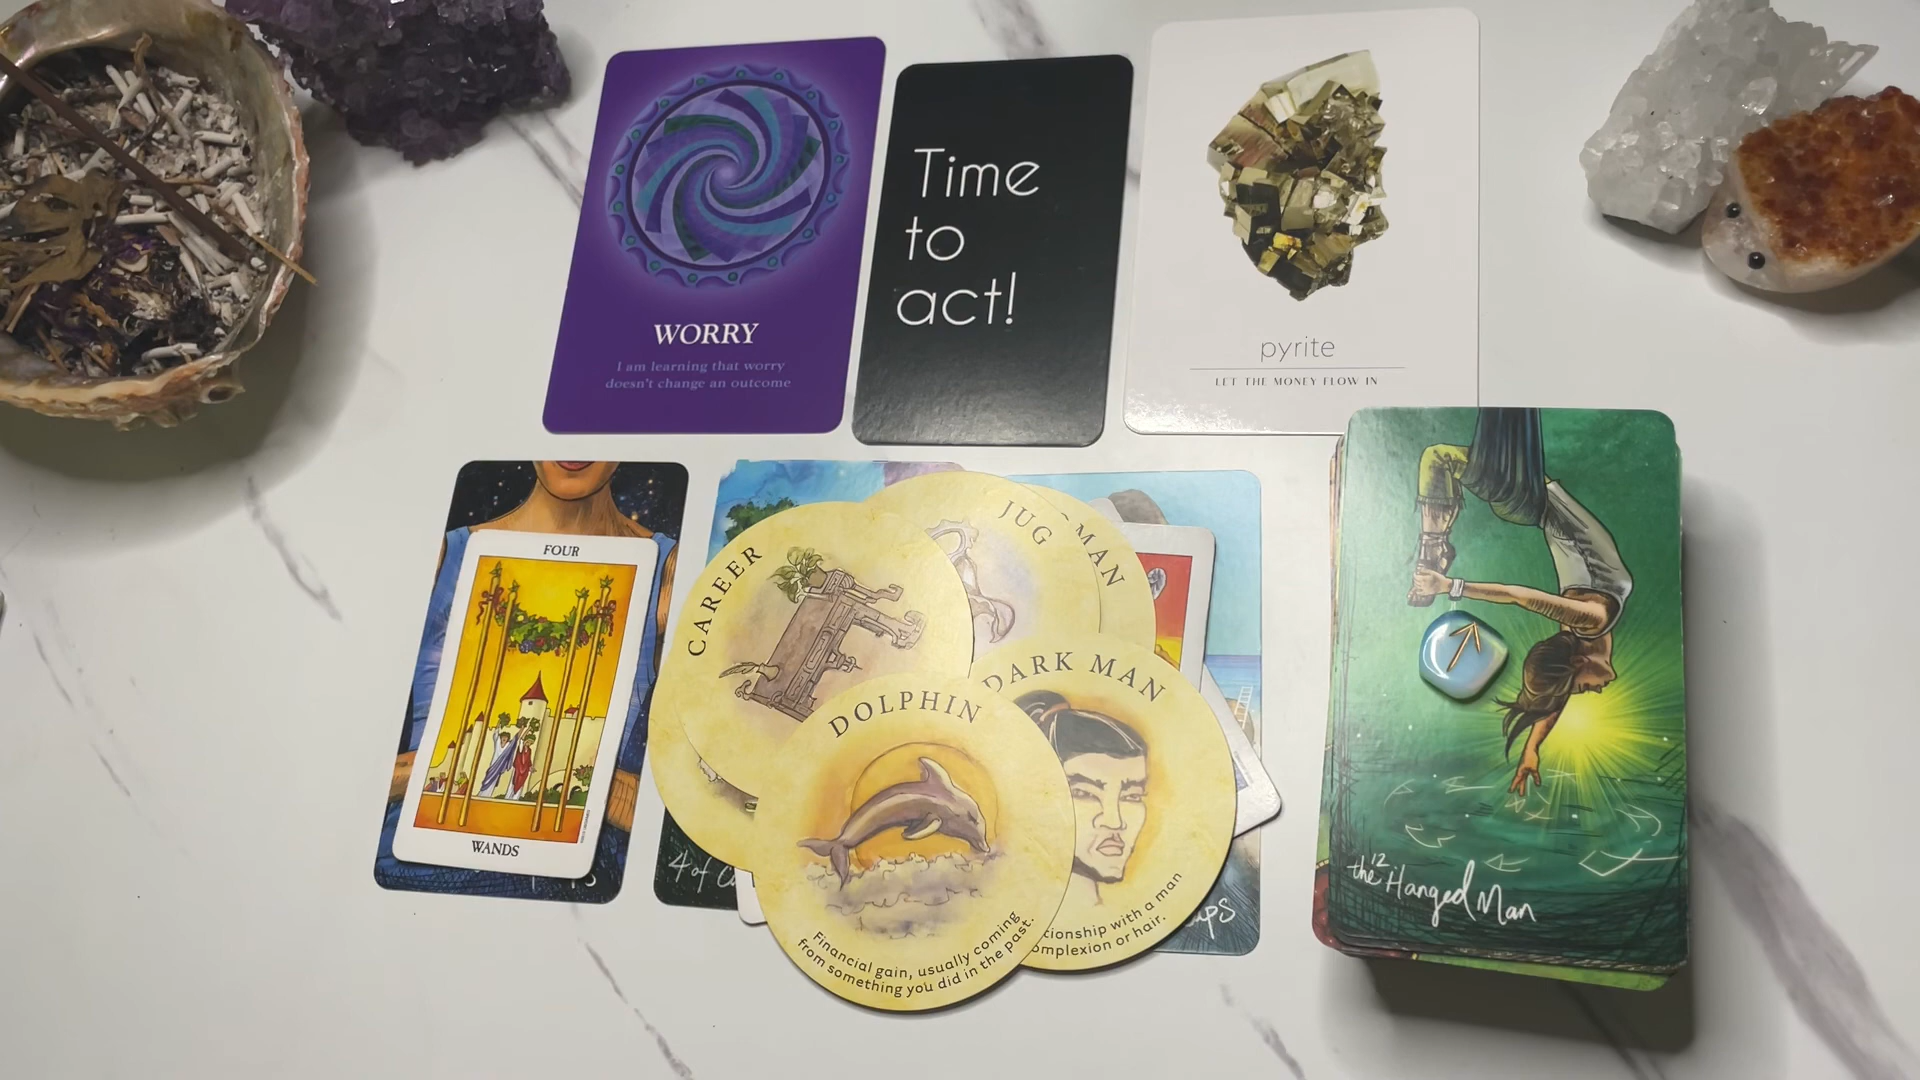 WORRY
I am learning that worry
doesn't change an outcome
Time
to
act!
pyrite
LET THE MONEY FLOW IN
FOUR
WANDS
CAREER
JUG
MAN
DARK MAN
DOLPHIN
Financial gain, usually coming
from something you did in the past.
with a man
or hair.
4 of
12
the Hanged Man